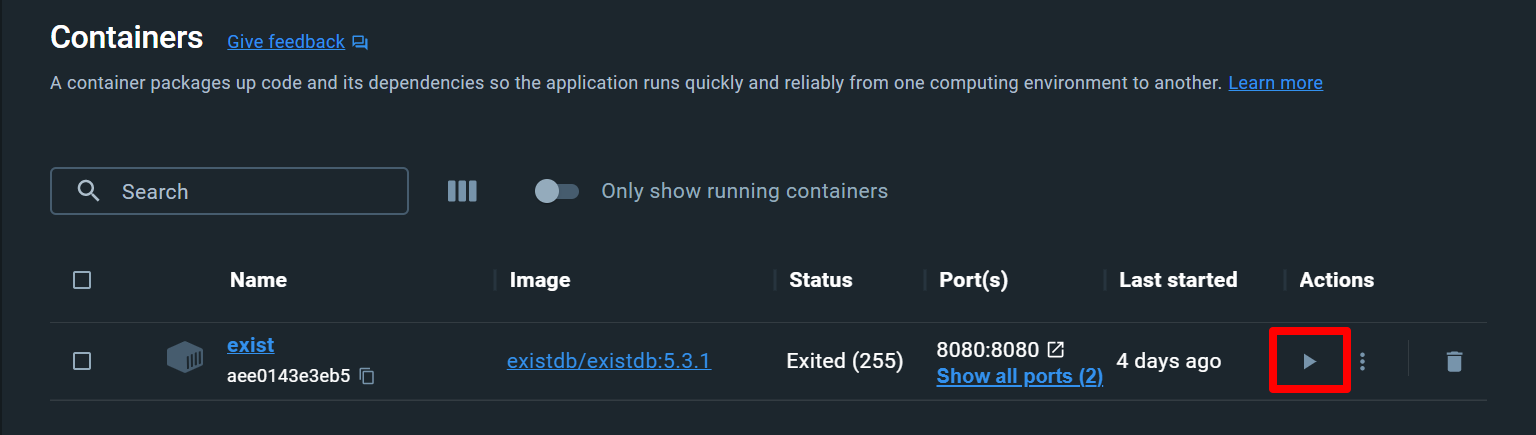 Containers Give feedback
A container packages up code and its dependencies so the application runs quickly and reliably from one computing environment to another. Learn more
Search Only show running containers
Name Image Status Port(s) Last started Actions
exist existdb/existdb:5.3.1 Exited (255) 8080:8080 4 days ago
aee0143e3eb5 Show all ports (2)